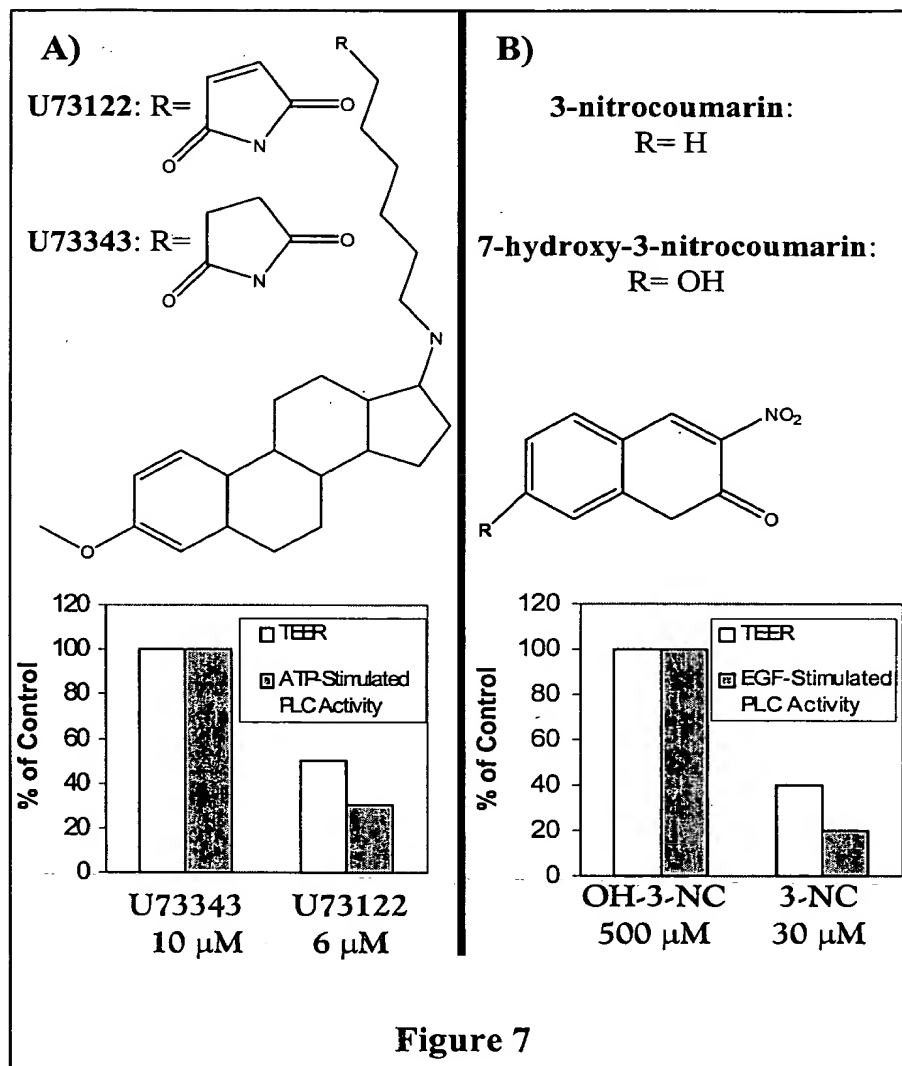 A)
R
U73122: R=
O
N
O
U73343: R=
O
N
O
N
O
B)
3-nitrocoumarin:
R= H
7-hydroxy-3-nitrocoumarin:
R= OH
NO2
O
R
120
100
80
60
40
20
0
% of Control
TEER
ATP-Stimulated
PLC Activity
U73343
10 µM
U73122
6 µM
120
100
80
60
40
20
0
% of Control
TEER
EGF-Stimulated
PLC Activity
OH-3-NC
500 µM
3-NC
30 µM
Figure 7